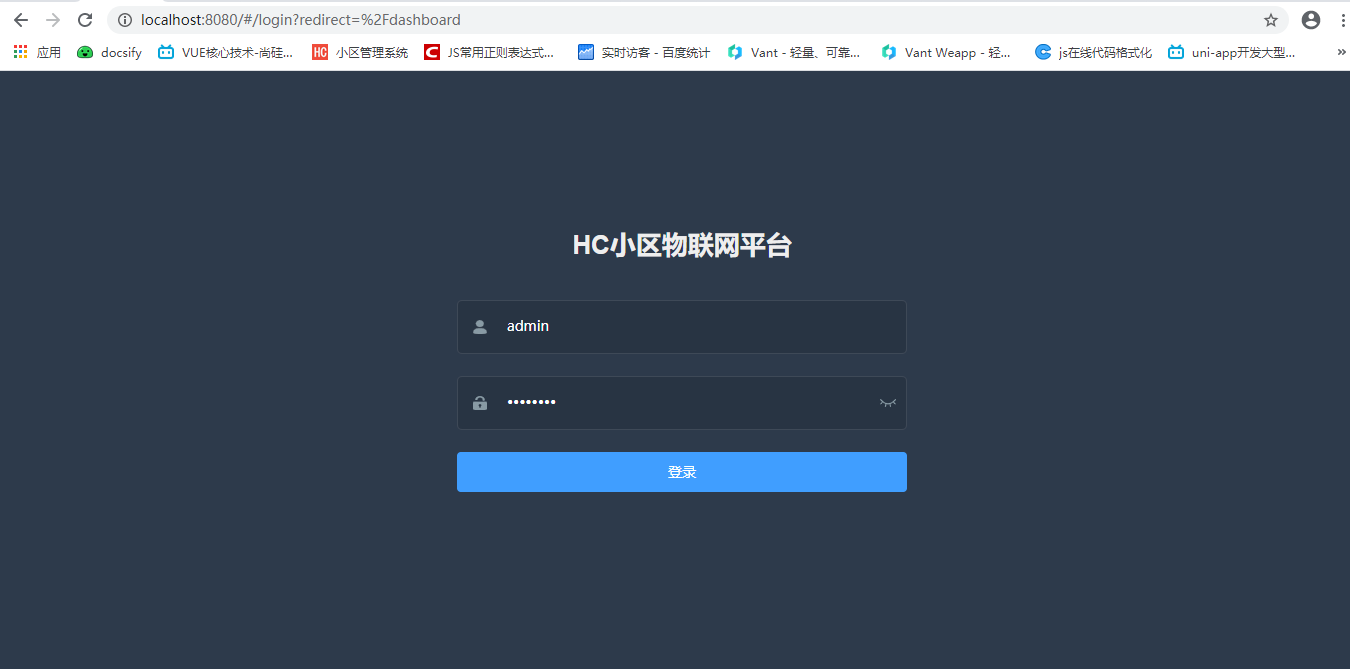 localhost:8080/#/login?redirect=%2Fdashboard
应用 docsify VUE核心技术-尚硅... HC 小区管理系统 JS常用正则表达式... 实时访客 - 百度统计 Vant - 轻量、可靠... Vant Weapp - 轻... js在线代码格式化 uni-app开发大型... »
HC小区物联网平台
admin
••••••••
登录